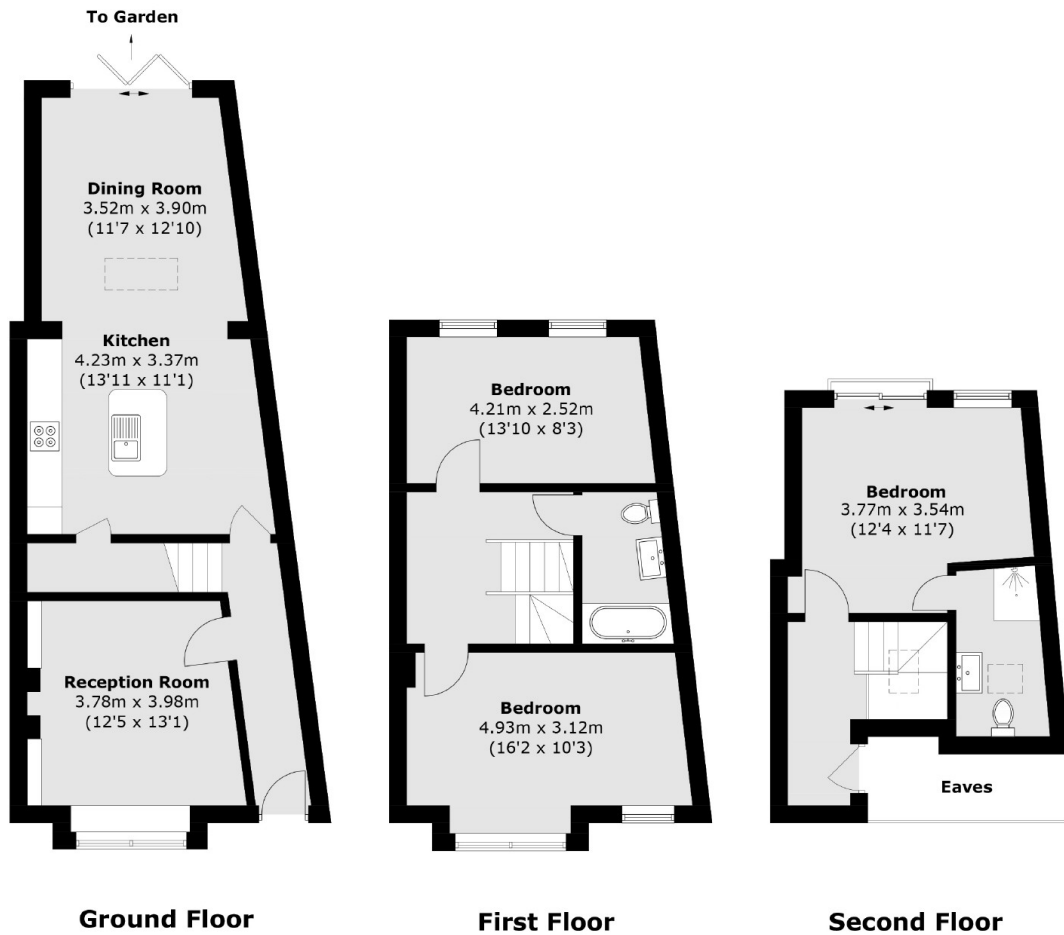 To Garden
Dining Room
3.52m x 3.90m
(11'7 x 12'10)
Kitchen
4.23m x 3.37m
(13'11 x 11'1)
Reception Room
3.78m x 3.98m
(12'5 x 13'1)
Ground Floor
Bedroom
4.21m x 2.52m
(13'10 x 8'3)
Bedroom
4.93m x 3.12m
(16'2 x 10'3)
First Floor
Bedroom
3.77m x 3.54m
(12'4 x 11'7)
Eaves
Second Floor